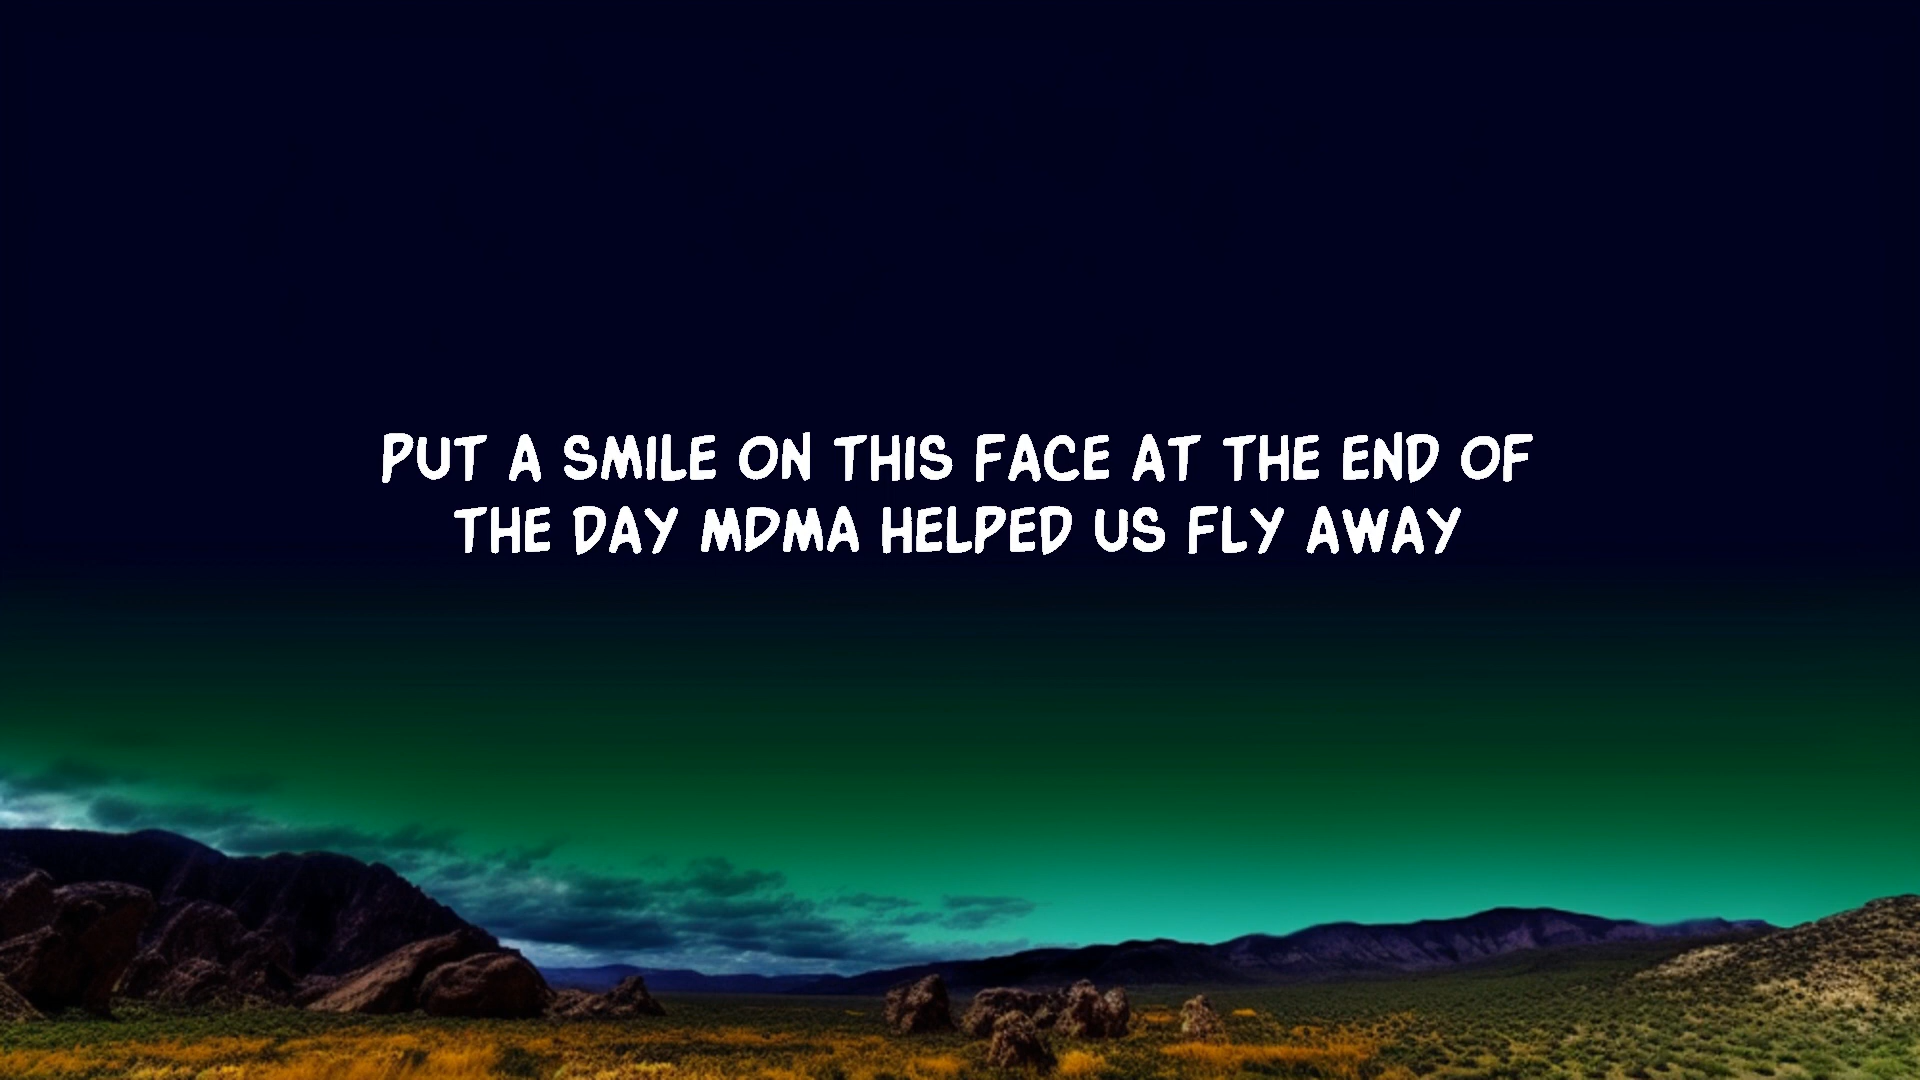 PUT A SMILE ON THIS FACE AT THE END OF
THE DAY MDMA HELPED US FLY AWAY